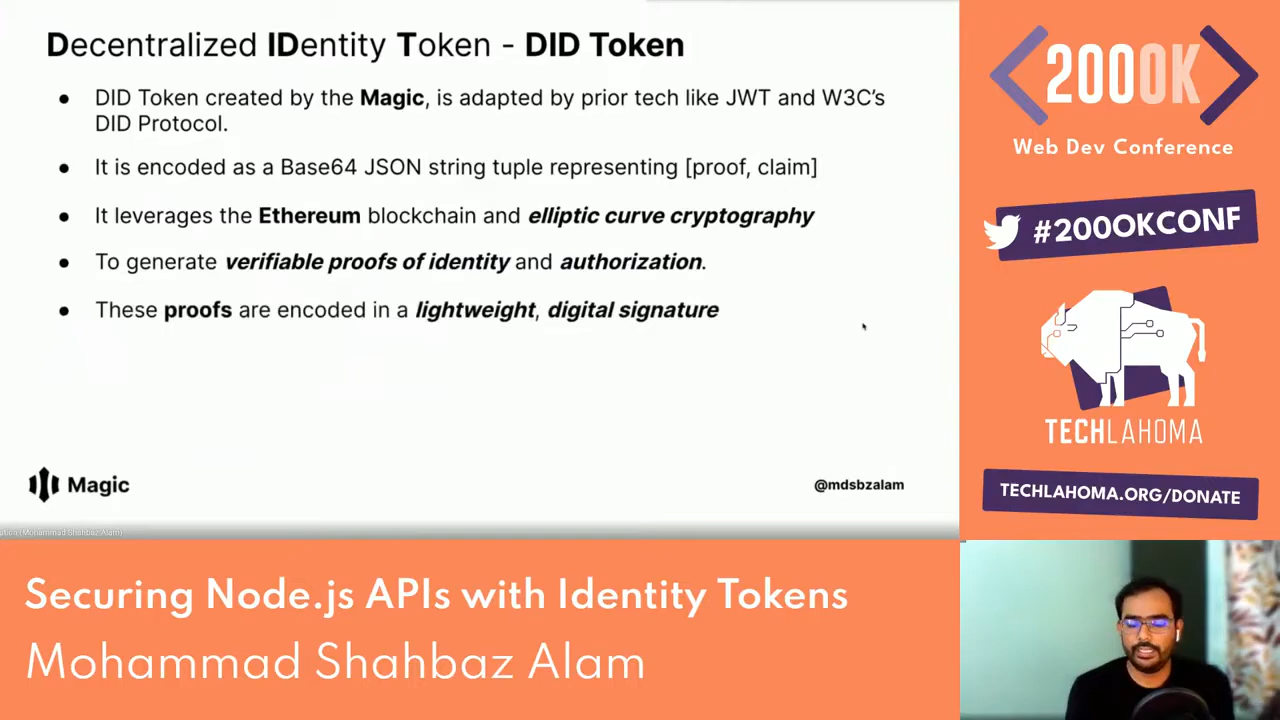 Decentralized IDentity Token - DID Token
● DID Token created by the Magic, is adapted by prior tech like JWT and W3C's
DID Protocol.
● It is encoded as a Base64 JSON string tuple representing [proof, claim]
● It leverages the Ethereum blockchain and elliptic curve cryptography
● To generate verifiable proofs of identity and authorization.
● These proofs are encoded in a lightweight, digital signature
Magic
@mdsbzalam
(Mohammad Shahbaz Alam)
200OK
Web Dev Conference
#200OKCONF
TECHLAHOMA
TECHLAHOMA.ORG/DONATE
Securing Node.js APIs with Identity Tokens
Mohammad Shahbaz Alam